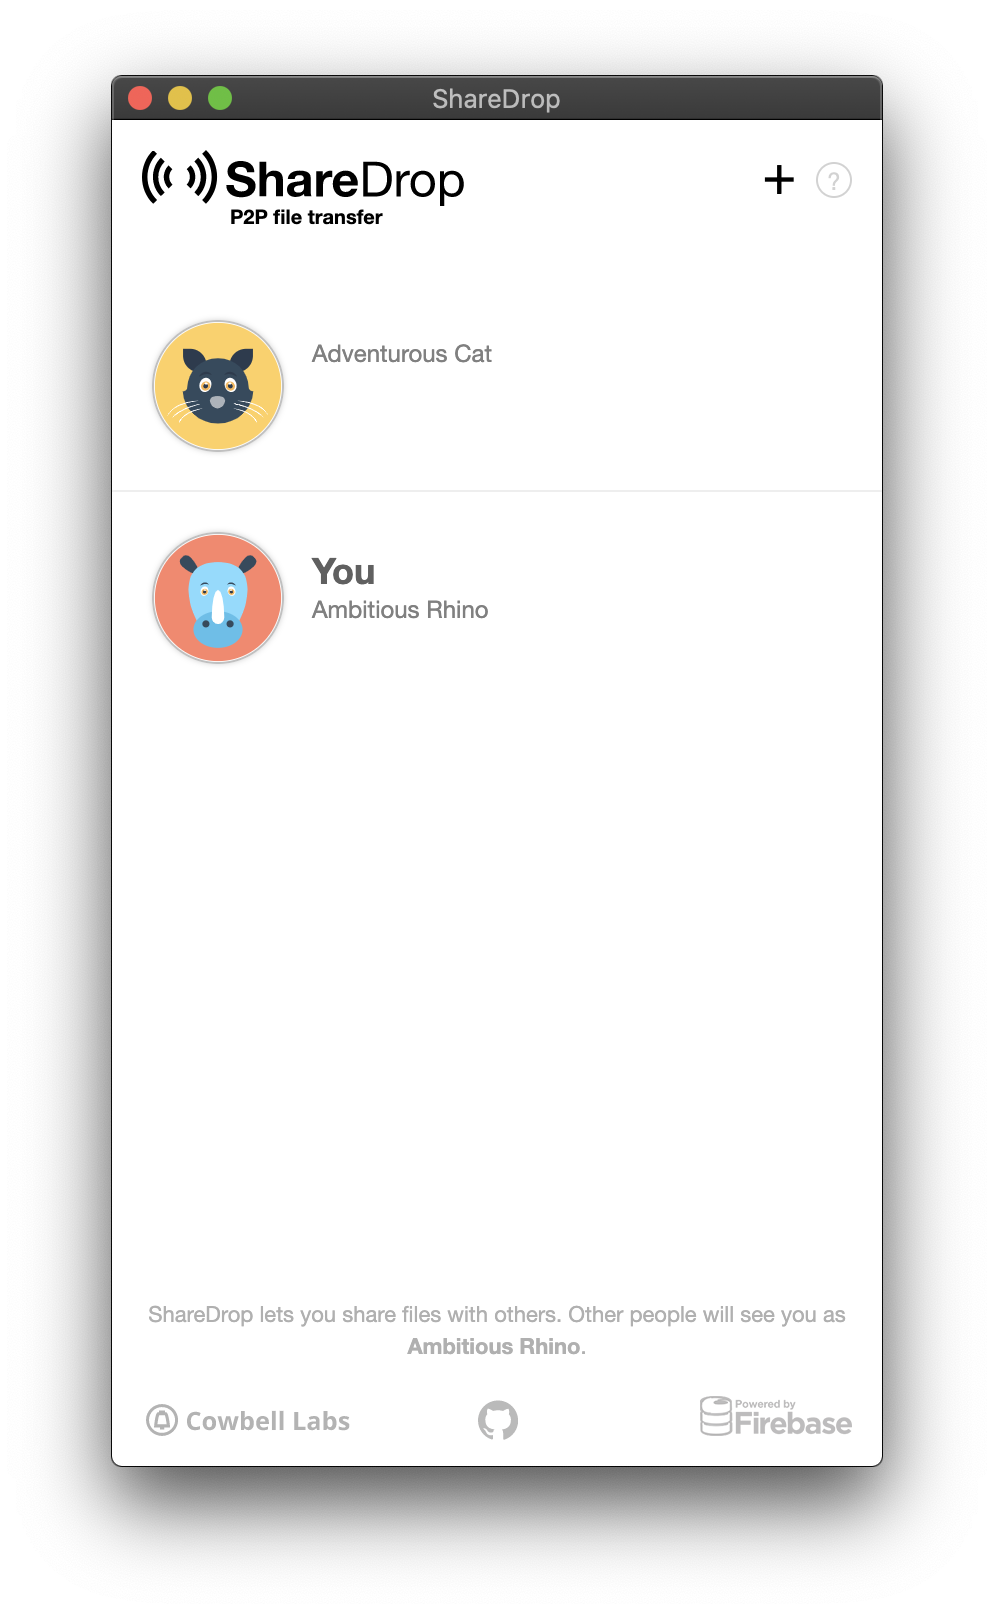 ShareDrop
ShareDrop
P2P file transfer
+
?
Adventurous Cat
You
Ambitious Rhino
ShareDrop lets you share files with others. Other people will see you as
Ambitious Rhino.
Cowbell Labs
Powered by
Firebase